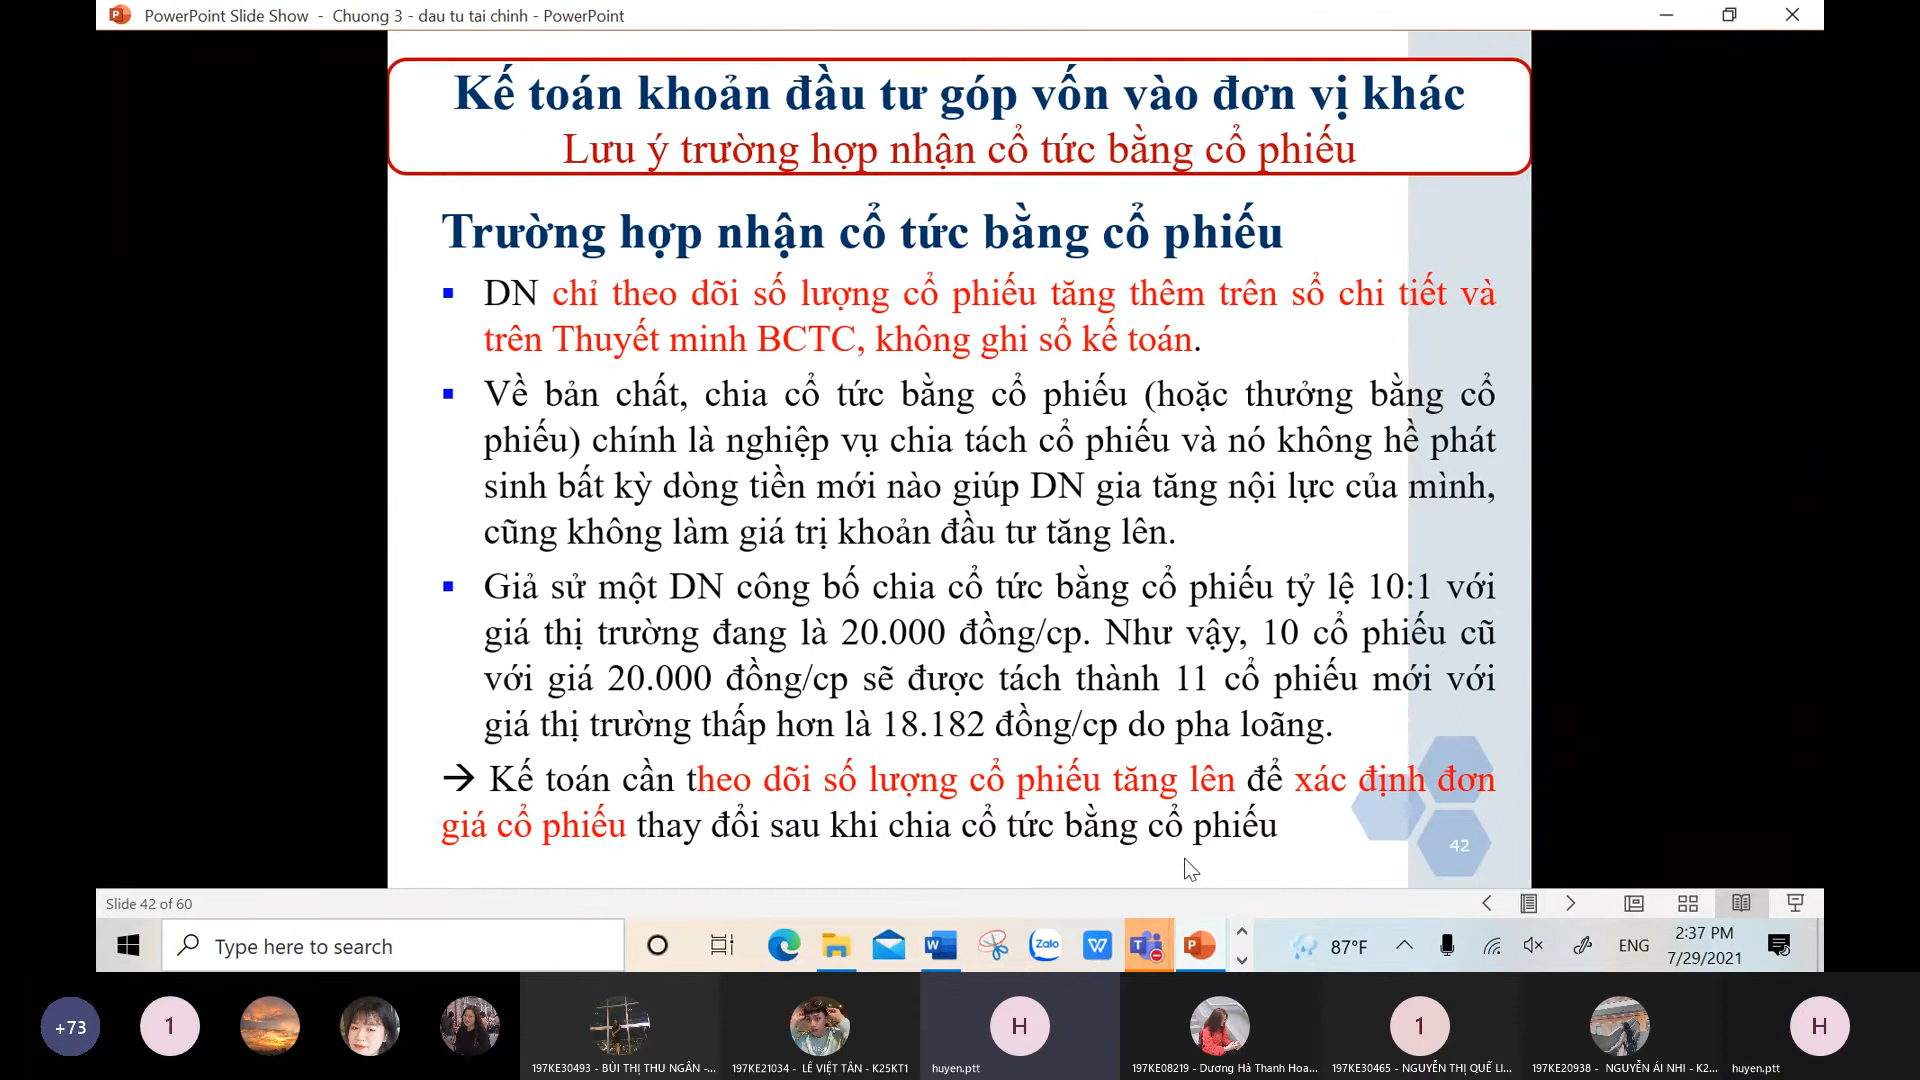 PowerPoint Slide Show - Chuong 3 - dau tu tai chinh - PowerPoint
Kế toán khoản đầu tư góp vốn vào đơn vị khác
Lưu ý trường hợp nhận cổ tức bằng cổ phiếu
Trường hợp nhận cổ tức bằng cổ phiếu
▪ DN chỉ theo dõi số lượng cổ phiếu tăng thêm trên sổ chi tiết và
trên Thuyết minh BCTC, không ghi sổ kế toán.
▪ Về bản chất, chia cổ tức bằng cổ phiếu (hoặc thưởng bằng cổ
phiếu) chính là nghiệp vụ chia tách cổ phiếu và nó không hề phát
sinh bất kỳ dòng tiền mới nào giúp DN gia tăng nội lực của mình,
cũng không làm giá trị khoản đầu tư tăng lên.
▪ Giả sử một DN công bố chia cổ tức bằng cổ phiếu tỷ lệ 10:1 với
giá thị trường đang là 20.000 đồng/cp. Như vậy, 10 cổ phiếu cũ
với giá 20.000 đồng/cp sẽ được tách thành 11 cổ phiếu mới với
giá thị trường thấp hơn là 18.182 đồng/cp do pha loãng.
→ Kế toán cần theo dõi số lượng cổ phiếu tăng lên để xác định đơn
giá cổ phiếu thay đổi sau khi chia cổ tức bằng cổ phiếu
42
Slide 42 of 60
Type here to search
Zalo
87°F
ENG
2:37 PM
7/29/2021
+73
1
H
1
H
197KE30493 - BÙI THỊ THU NGÂN -...
197KE21034 - LÊ VIỆT TÂN - K25KT1
huyen.ptt
197KE08219 - Dương Hà Thanh Hoa...
197KE30465 - NGUYỄN THỊ QUẾ LI...
197KE20938 - NGUYỄN ÁI NHI - K2...
huyen.ptt